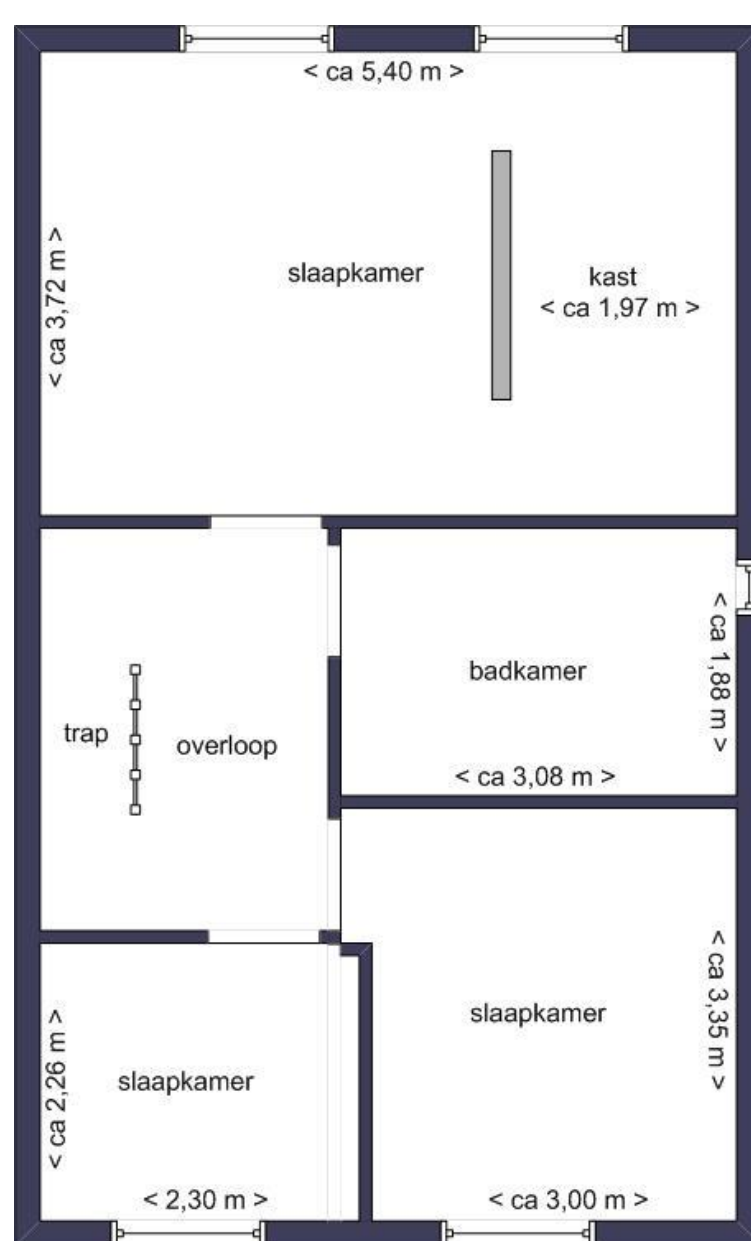 < ca 5,40 m >
< ca 3,72 m >
slaapkamer
kast
< ca 1,97 m >
< ca 1,88 m >
badkamer
trap
overloop
< ca 3,08 m >
< ca 3,35 m >
slaapkamer
< ca 2,26 m >
slaapkamer
< 2,30 m >
< ca 3,00 m >